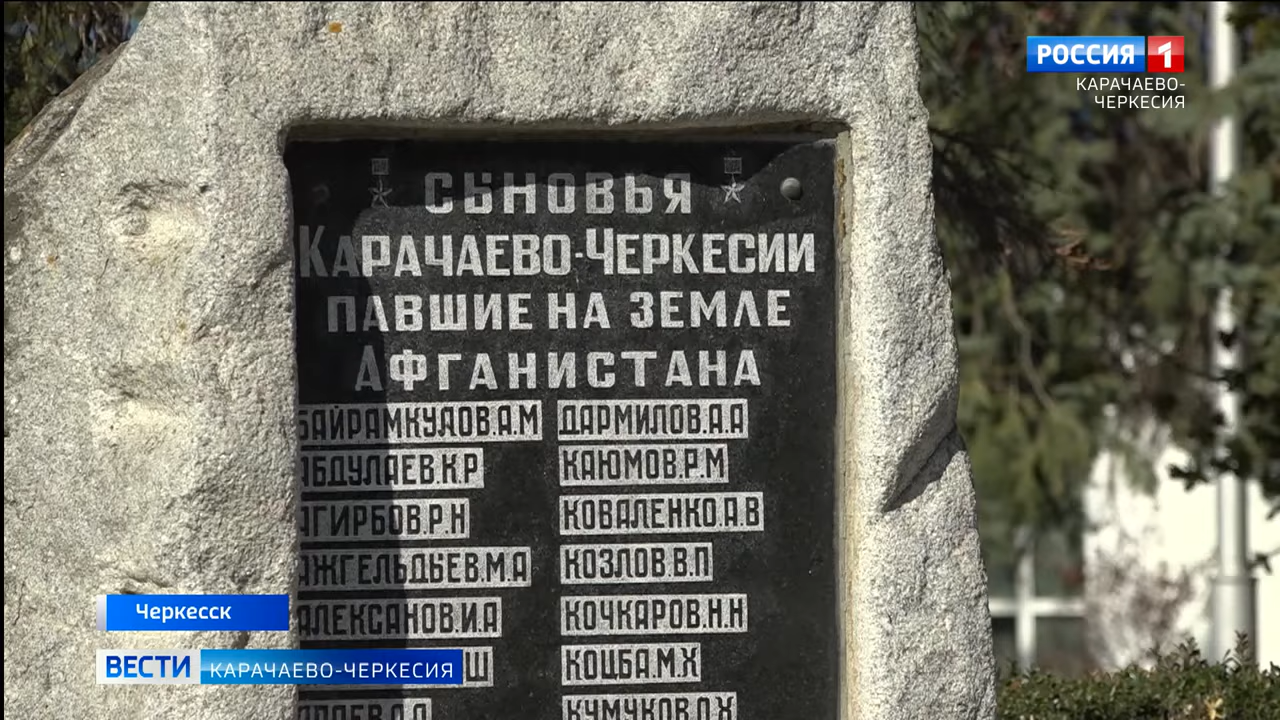 РОССИЯ 1
КАРАЧАЕВО-
ЧЕРКЕСИЯ
СЫНОВЬЯ
КАРАЧАЕВО-ЧЕРКЕСИИ
ПАВШИЕ НА ЗЕМЛЕ
АФГАНИСТАНА
БАЙРАМКУЛОВ.А.М
АБДУЛАЕВ.К.Р
АГИРБОВ.Р.Н
АЖГЕЛЬДЬЕВ.М.А
АЛЕКСАНОВ.И.А
ДАРМИЛОВ.А.А
КАЮМОВ.Р.М
КОВАЛЕНКО.А.В
КОЗЛОВ.В.П
КОЧКАРОВ.Н.Н
КОЦБА.М.Х
КУМУКОВ.О.Х
Черкесск
ВЕСТИ КАРАЧАЕВО-ЧЕРКЕСИЯ